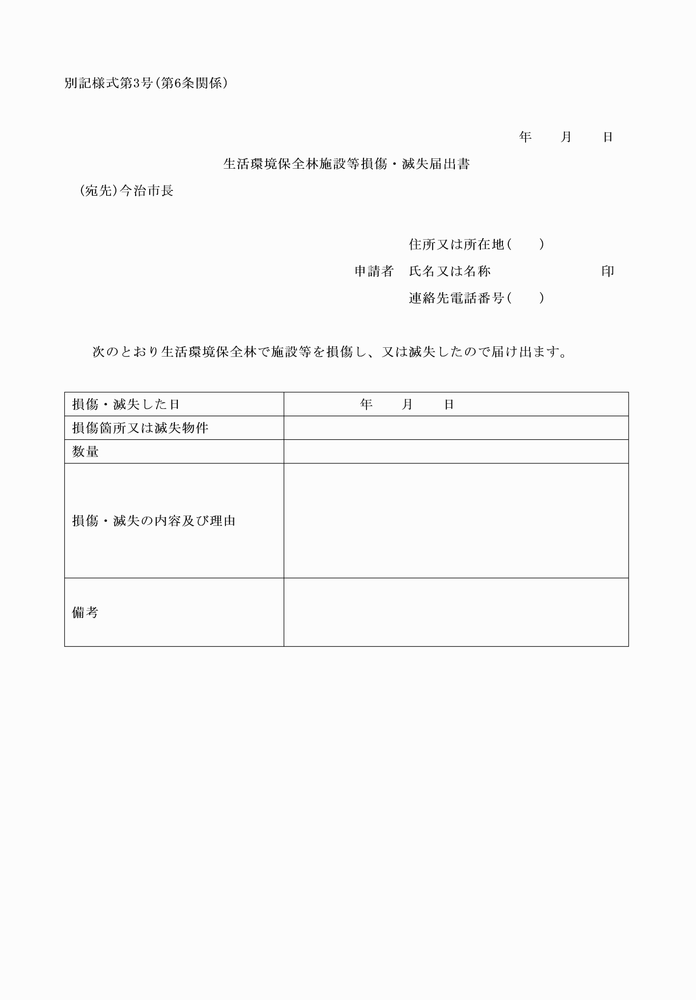 別記様式第3号(第6条関係)
年　　月　　日
生活環境保全林施設等損傷・滅失届出書
(宛先)今治市長
住所又は所在地(　　)
申請者　氏名又は名称　　　　　　　　印
連絡先電話番号(　　)
次のとおり生活環境保全林で施設等を損傷し、又は滅失したので届け出ます。
損傷・滅失した日　　年　　月　　日
損傷箇所又は滅失物件
数量
損傷・滅失の内容及び理由
備考